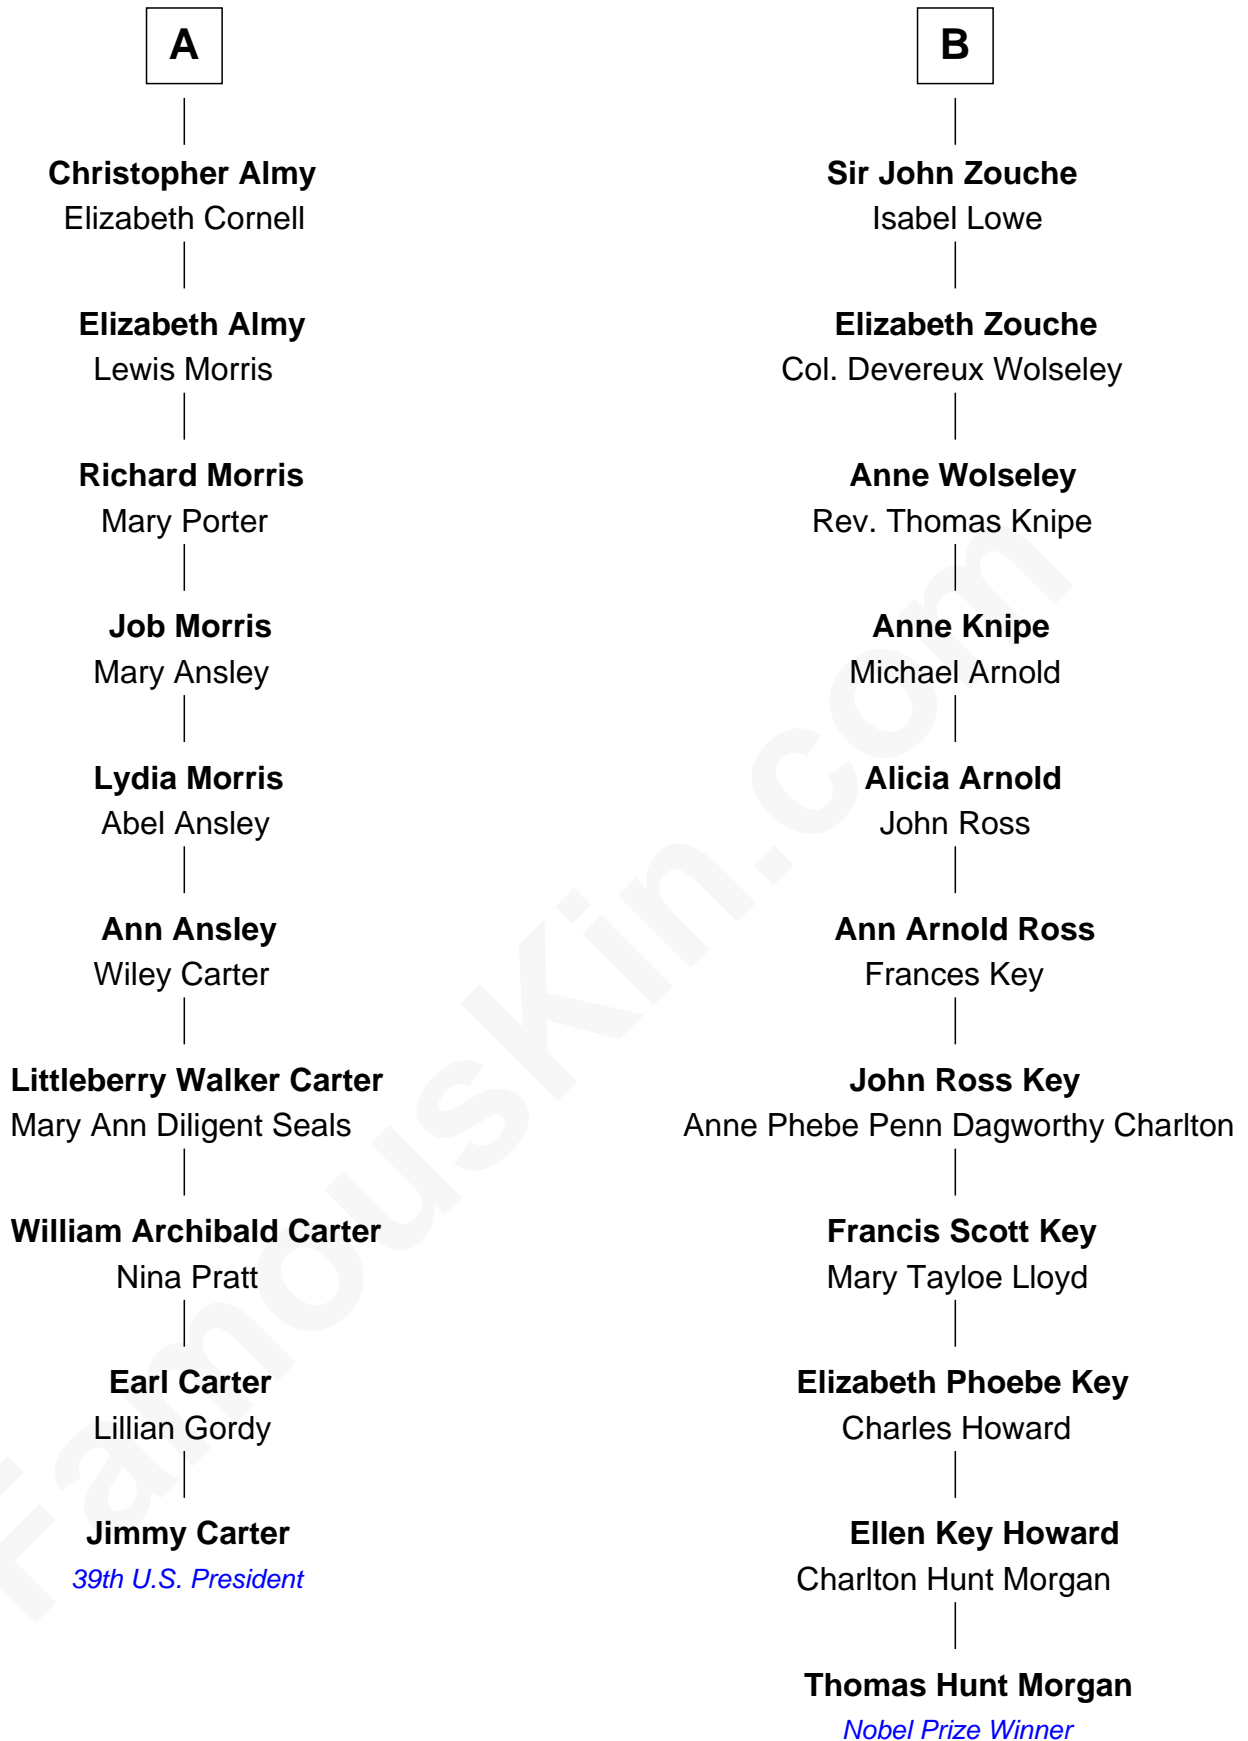 A
Christopher Almy
Elizabeth Cornell
Elizabeth Almy
Lewis Morris
Richard Morris
Mary Porter
Job Morris
Mary Ansley
Lydia Morris
Abel Ansley
Ann Ansley
Wiley Carter
Littleberry Walker Carter
Mary Ann Diligent Seals
William Archibald Carter
Nina Pratt
Earl Carter
Lillian Gordy
Jimmy Carter
39th U.S. President
B
Sir John Zouche
Isabel Lowe
Elizabeth Zouche
Col. Devereux Wolseley
Anne Wolseley
Rev. Thomas Knipe
Anne Knipe
Michael Arnold
Alicia Arnold
John Ross
Ann Arnold Ross
Frances Key
John Ross Key
Anne Phebe Penn Dagworthy Charlton
Francis Scott Key
Mary Tayloe Lloyd
Elizabeth Phoebe Key
Charles Howard
Ellen Key Howard
Charlton Hunt Morgan
Thomas Hunt Morgan
Nobel Prize Winner
FamousKin.com